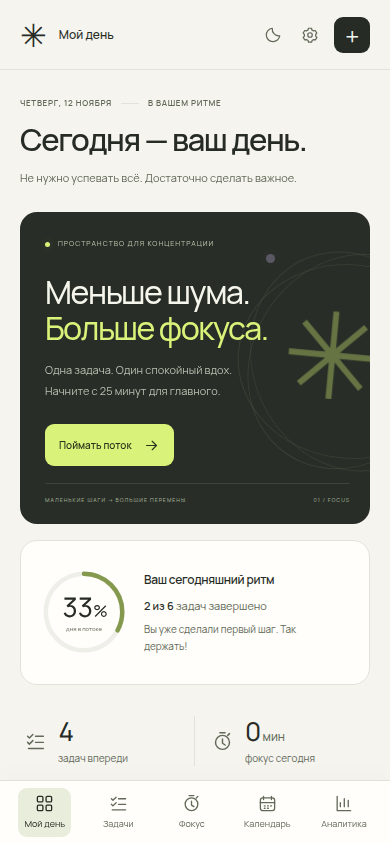 Мой день
ЧЕТВЕРГ, 12 НОЯБРЯ — В ВАШЕМ РИТМЕ
Сегодня — ваш день.
Не нужно успевать всё. Достаточно сделать важное.
ПРОСТРАНСТВО ДЛЯ КОНЦЕНТРАЦИИ
Меньше шума.
Больше фокуса.
Одна задача. Один спокойный вдох.
Начните с 25 минут для главного.
Поймать поток →
МАЛЕНЬКИЕ ШАГИ → БОЛЬШИЕ ПЕРЕМЕНЫ
01 / FOCUS
33%
дня в потоке
Ваш сегодняшний ритм
2 из 6 задач завершено
Вы уже сделали первый шаг. Так
держать!
4
задач впереди
0 мин
фокус сегодня
Мой день
Задачи
Фокус
Календарь
Аналитика